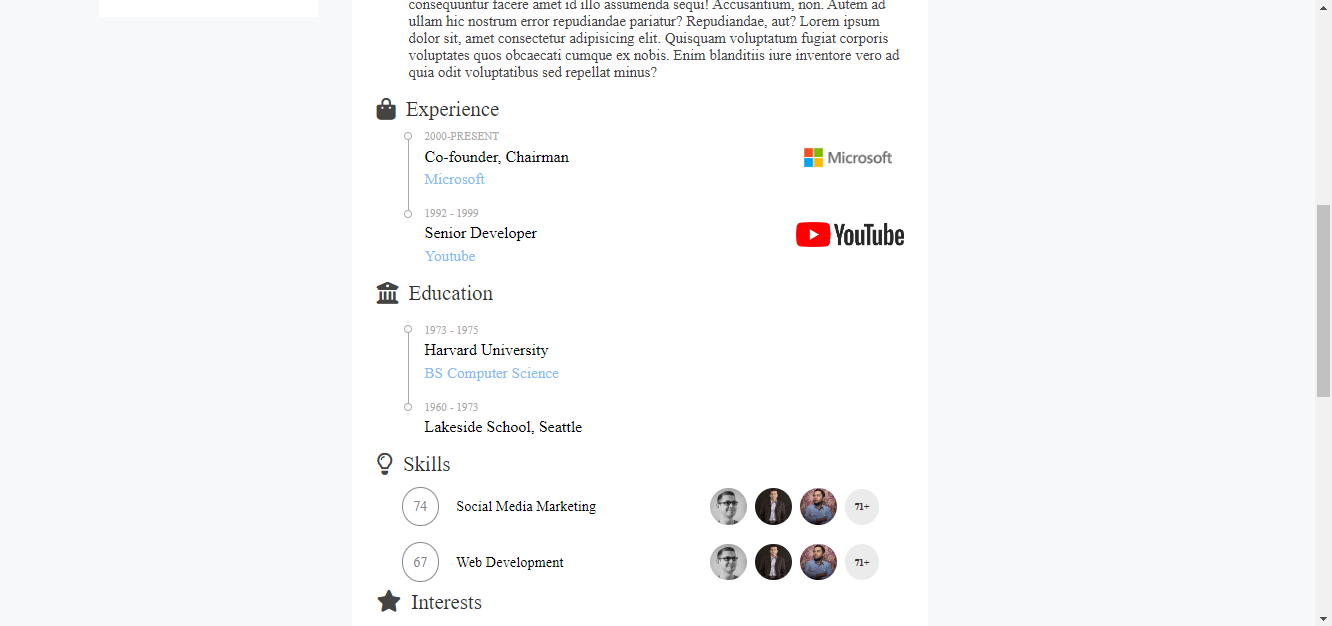 consequuntur facere amet id illo assumenda sequi! Accusantium, non. Autem ad
ullam hic nostrum error repudiandae pariatur? Repudiandae, aut? Lorem ipsum
dolor sit, amet consectetur adipisicing elit. Quisquam voluptatum fugiat corporis
voluptates quos obcaecati cumque ex nobis. Enim blanditiis iure inventore vero ad
quia odit voluptatibus sed repellat minus?
Experience
2000-PRESENT
Co-founder, Chairman
Microsoft
Microsoft
1992 - 1999
Senior Developer
YouTube
Youtube
Education
1973 - 1975
Harvard University
BS Computer Science
1960 - 1973
Lakeside School, Seattle
Skills
74 Social Media Marketing 71+
67 Web Development 71+
Interests